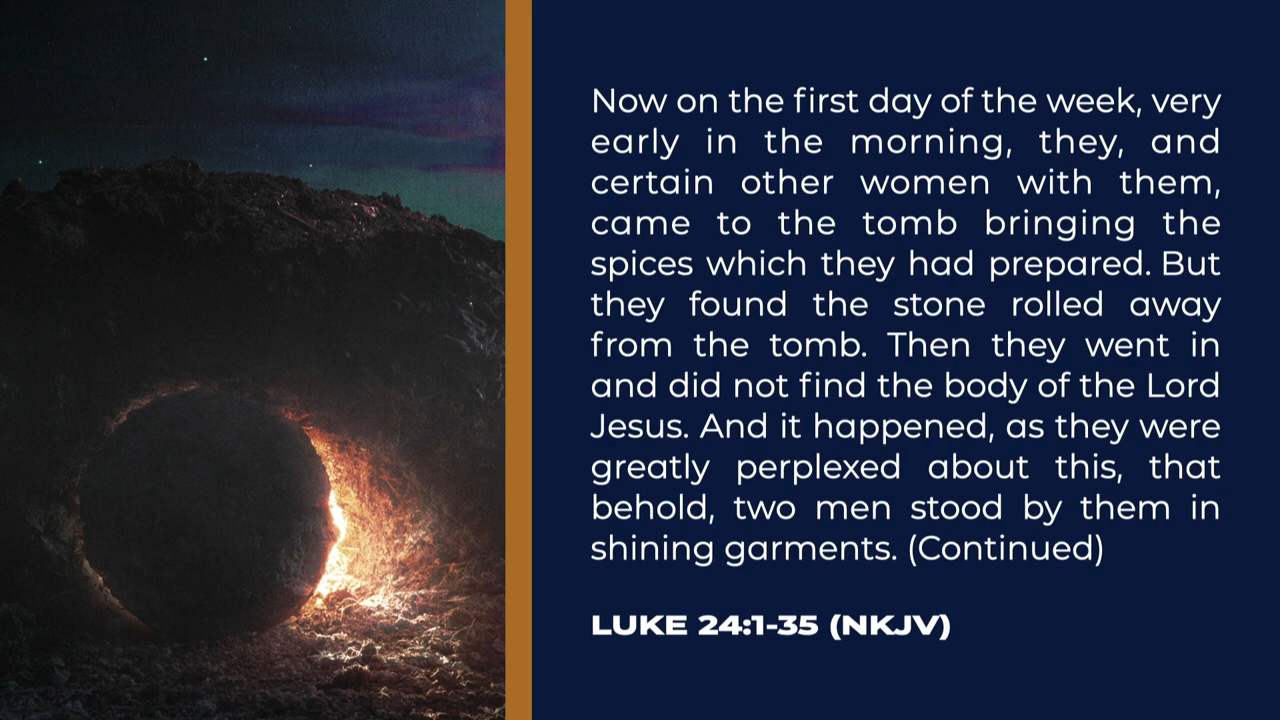 Now on the first day of the week, very
early in the morning, they, and
certain other women with them,
came to the tomb bringing the
spices which they had prepared. But
they found the stone rolled away
from the tomb. Then they went in
and did not find the body of the Lord
Jesus. And it happened, as they were
greatly perplexed about this, that
behold, two men stood by them in
shining garments. (Continued)
LUKE 24:1-35 (NKJV)